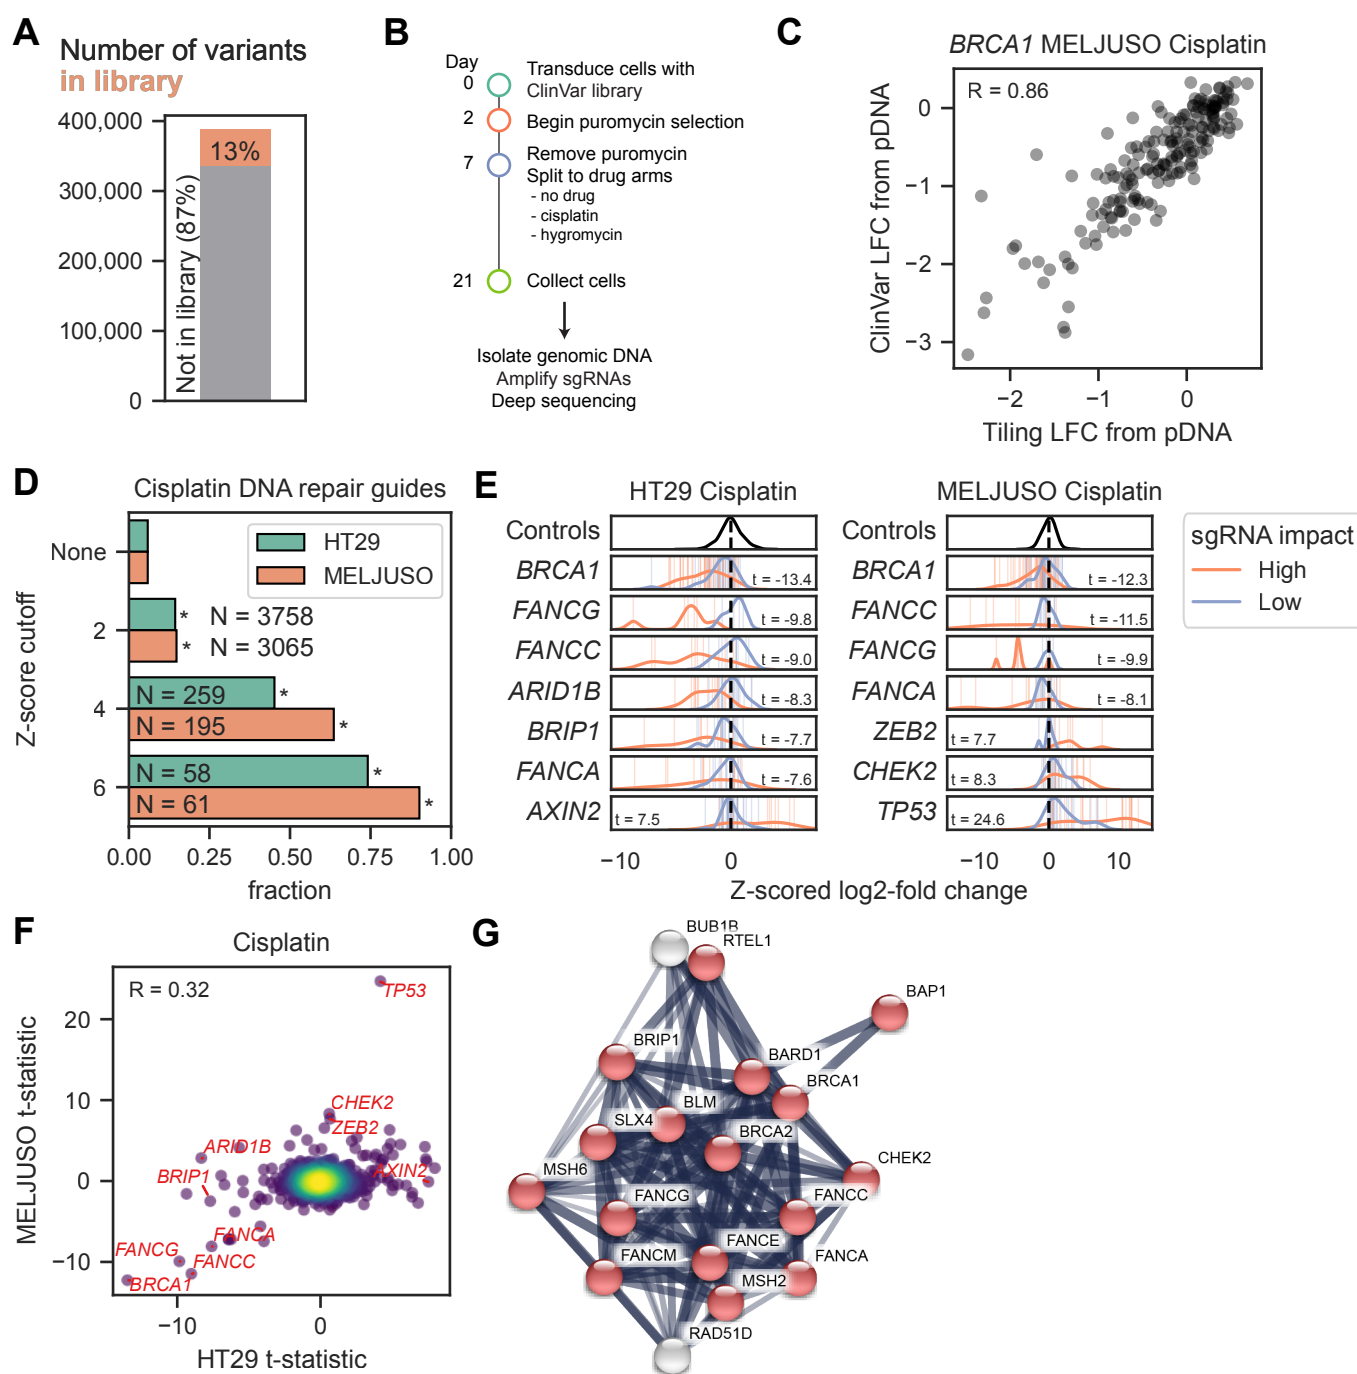 A
Number of variants
in library
400,000
300,000
200,000
100,000
0
13%
Not in library (87%)
B
Day
0
Transduce cells with
ClinVar library
2
Begin puromycin selection
7
Remove puromycin
Split to drug arms
- no drug
- cisplatin
- hygromycin
21
Collect cells
Isolate genomic DNA
Amplify sgRNAs
Deep sequencing
C
BRCA1 MELJUSO Cisplatin
R = 0.86
ClinVar LFC from pDNA
0
−1
−2
−3
−2
−1
0
Tiling LFC from pDNA
D
Cisplatin DNA repair guides
HT29
MELJUSO
Z-score cutoff
None
2
* N = 3758
* N = 3065
4
N = 259 *
N = 195 *
6
N = 58 *
N = 61 *
0.00
0.25
0.50
0.75
1.00
fraction
E
HT29 Cisplatin
Controls
BRCA1
t = -13.4
FANCG
t = -9.8
FANCC
t = -9.0
ARID1B
t = -8.3
BRIP1
t = -7.7
FANCA
t = -7.6
AXIN2
t = 7.5
−10
0
MELJUSO Cisplatin
Controls
BRCA1
t = -12.3
FANCC
t = -11.5
FANCG
t = -9.9
FANCA
t = -8.1
ZEB2
t = 7.7
CHEK2
t = 8.3
TP53
t = 24.6
−10
0
10
Z-scored log2-fold change
sgRNA impact
High
Low
F
Cisplatin
R = 0.32
MELJUSO t-statistic
20
10
0
−10
TP53
CHEK2
ZEB2
ARID1B
BRIP1
AXIN2
FANCA
FANCG
FANCC
BRCA1
−10
0
HT29 t-statistic
G
BUB1B
RTEL1
BAP1
BRIP1
BARD1
BRCA1
BLM
SLX4
BRCA2
MSH6
CHEK2
FANCG
FANCC
FANCM
FANCE
FANCA
MSH2
RAD51D